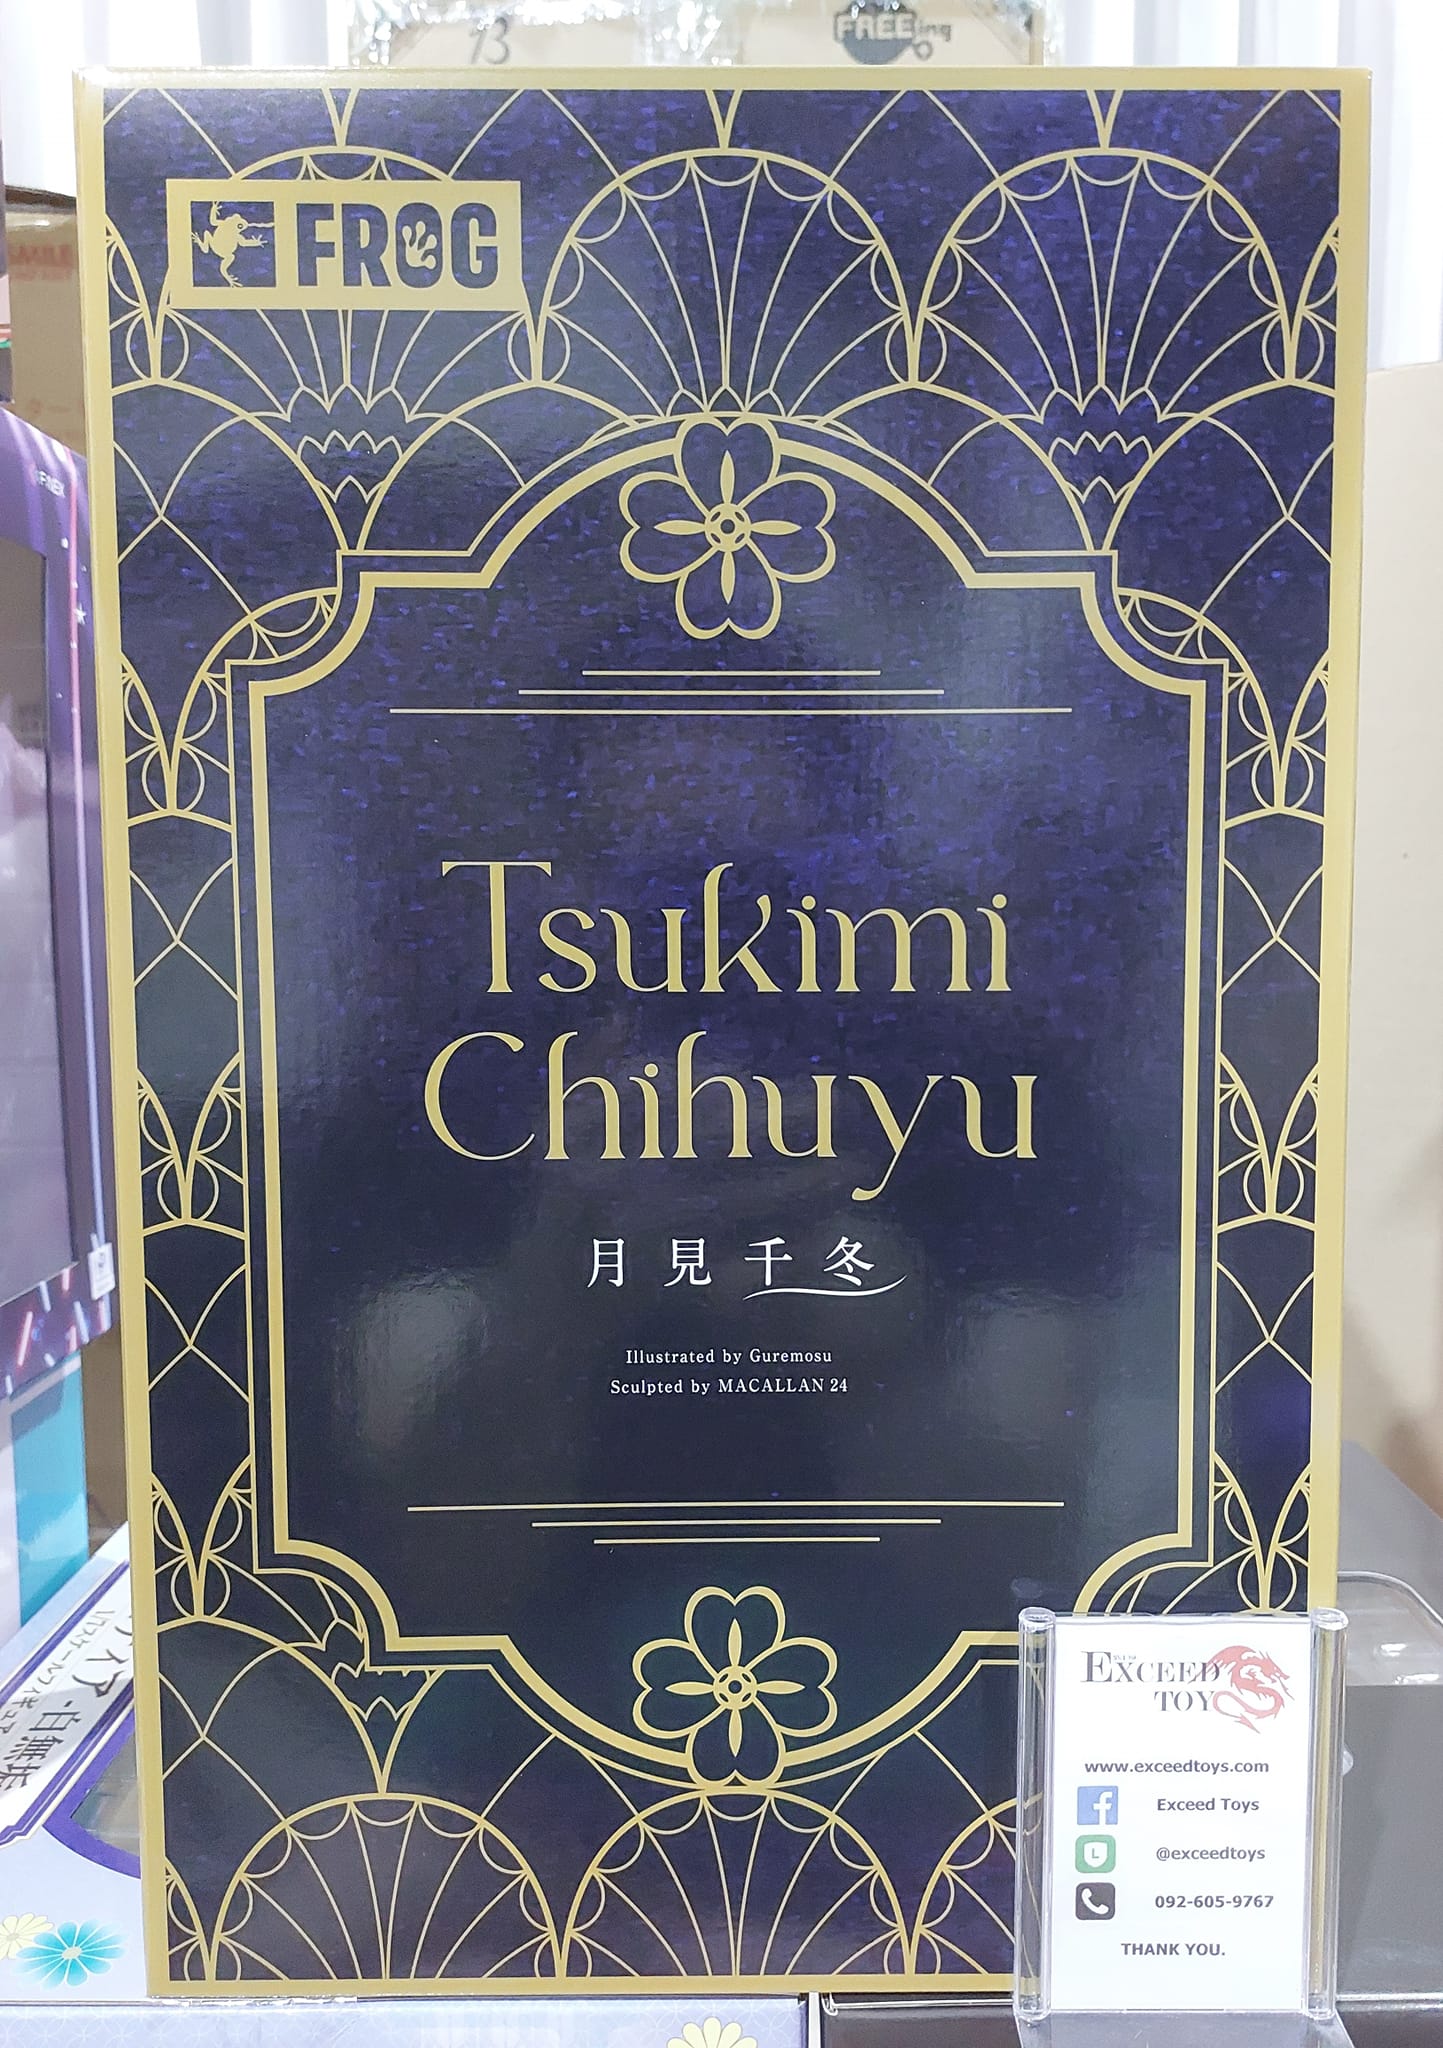 13
FREEing
FROG
Tsukimi
Chihuyu
月見千冬
Illustrated by Guremosu
Sculpted by MACALLAN 24
EXCEED
TOY
www.exceedtoys.com
Exceed Toys
@exceedtoys
092-605-9767
THANK YOU.